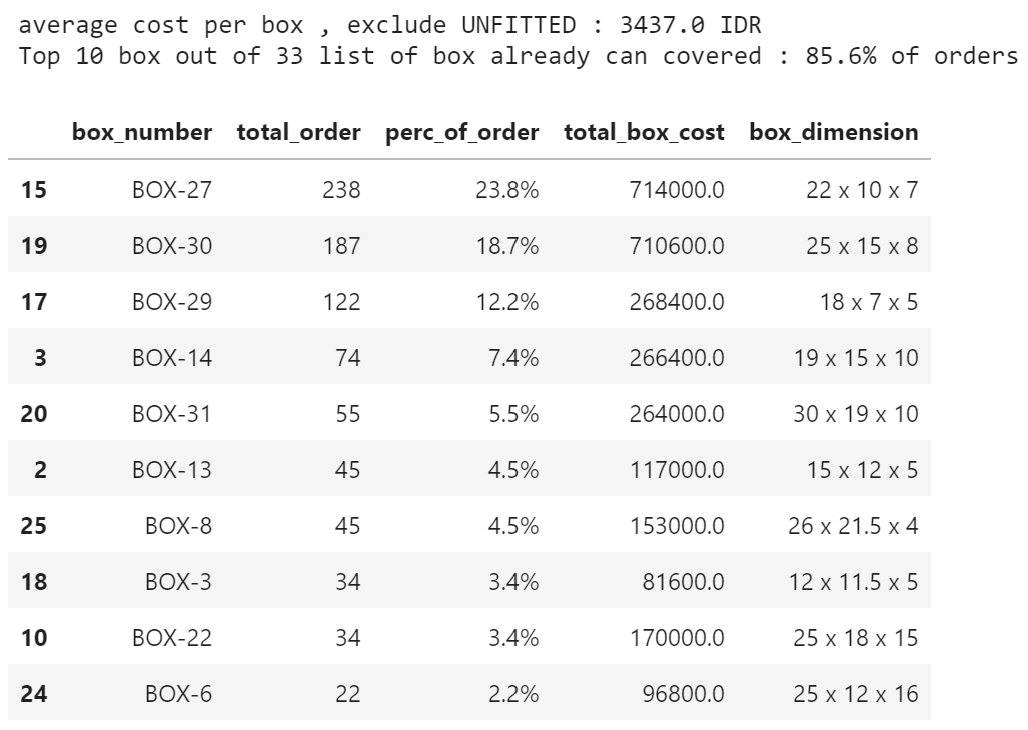 average cost per box , exclude UNFITTED : 3437.0 IDR
Top 10 box out of 33 list of box already can covered : 85.6% of orders
box_number total_order perc_of_order total_box_cost box_dimension
15 BOX-27 238 23.8% 714000.0 22 x 10 x 7
19 BOX-30 187 18.7% 710600.0 25 x 15 x 8
17 BOX-29 122 12.2% 268400.0 18 x 7 x 5
3 BOX-14 74 7.4% 266400.0 19 x 15 x 10
20 BOX-31 55 5.5% 264000.0 30 x 19 x 10
2 BOX-13 45 4.5% 117000.0 15 x 12 x 5
25 BOX-8 45 4.5% 153000.0 26 x 21.5 x 4
18 BOX-3 34 3.4% 81600.0 12 x 11.5 x 5
10 BOX-22 34 3.4% 170000.0 25 x 18 x 15
24 BOX-6 22 2.2% 96800.0 25 x 12 x 16